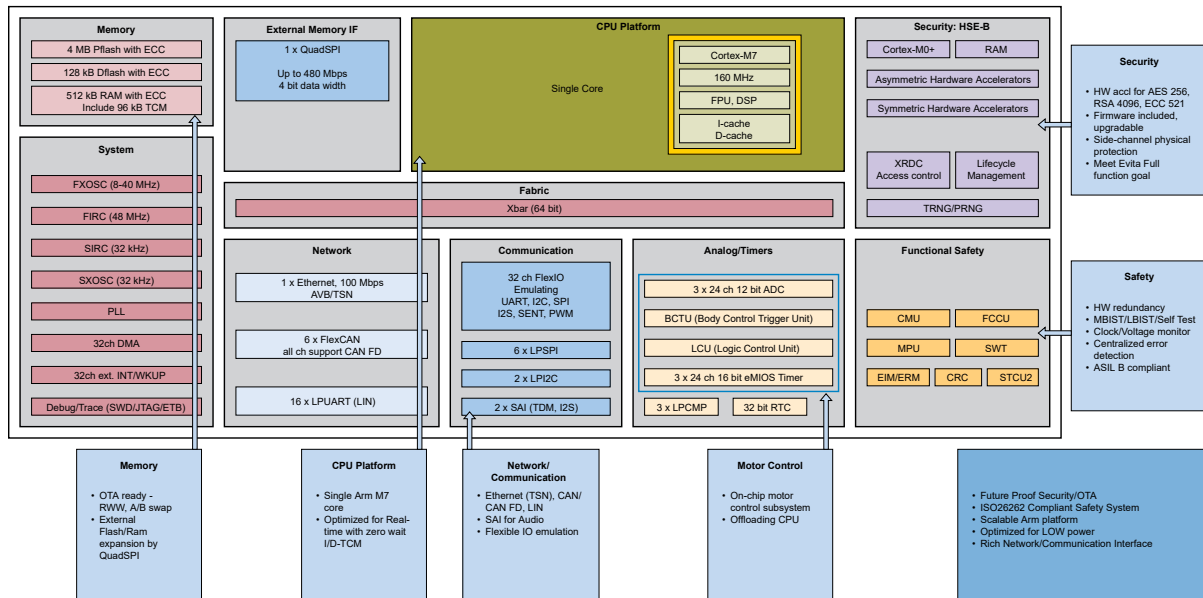 Memory
4 MB Pflash with ECC
128 kB Dflash with ECC
512 kB RAM with ECC
Include 96 kB TCM
External Memory IF
1 x QuadSPI
Up to 480 Mbps
4 bit data width
CPU Platform
Single Core
Cortex-M7
160 MHz
FPU, DSP
I-cache
D-cache
Security: HSE-B
Cortex-M0+
RAM
Asymmetric Hardware Accelerators
Symmetric Hardware Accelerators
XRDC
Access control
Lifecycle
Management
TRNG/PRNG
Security
• HW accl for AES 256,
RSA 4096, ECC 521
• Firmware included,
upgradable
• Side-channel physical
protection
• Meet Evita Full
function goal
System
FXOSC (8-40 MHz)
FIRC (48 MHz)
SIRC (32 kHz)
SXOSC (32 kHz)
PLL
32ch DMA
32ch ext. INT/WKUP
Debug/Trace (SWD/JTAG/ETB)
Fabric
Xbar (64 bit)
Network
1 x Ethernet, 100 Mbps
AVB/TSN
6 x FlexCAN
all ch support CAN FD
16 x LPUART (LIN)
Communication
32 ch FlexIO
Emulating
UART, I2C, SPI
I2S, SENT, PWM
6 x LPSPI
2 x LPI2C
2 x SAI (TDM, I2S)
Analog/Timers
3 x 24 ch 12 bit ADC
BCTU (Body Control Trigger Unit)
LCU (Logic Control Unit)
3 x 24 ch 16 bit eMIOS Timer
3 x LPCMP
32 bit RTC
Functional Safety
CMU
FCCU
MPU
SWT
EIM/ERM
CRC
STCU2
Safety
• HW redundancy
• MBIST/LBIST/Self Test
• Clock/Voltage monitor
• Centralized error
detection
• ASIL B compliant
Memory
• OTA ready -
RWW, A/B swap
• External
Flash/Ram
expansion by
QuadSPI
CPU Platform
• Single Arm M7
core
• Optimized for Real-
time with zero wait
I/D-TCM
Network/
Communication
• Ethernet (TSN), CAN/
CAN FD, LIN
• SAI for Audio
• Flexible IO emulation
Motor Control
• On-chip motor
control subsystem
• Offloading CPU
• Future Proof Security/OTA
• ISO26262 Compliant Safety System
• Scalable Arm platform
• Optimized for LOW power
• Rich Network/Communication Interface